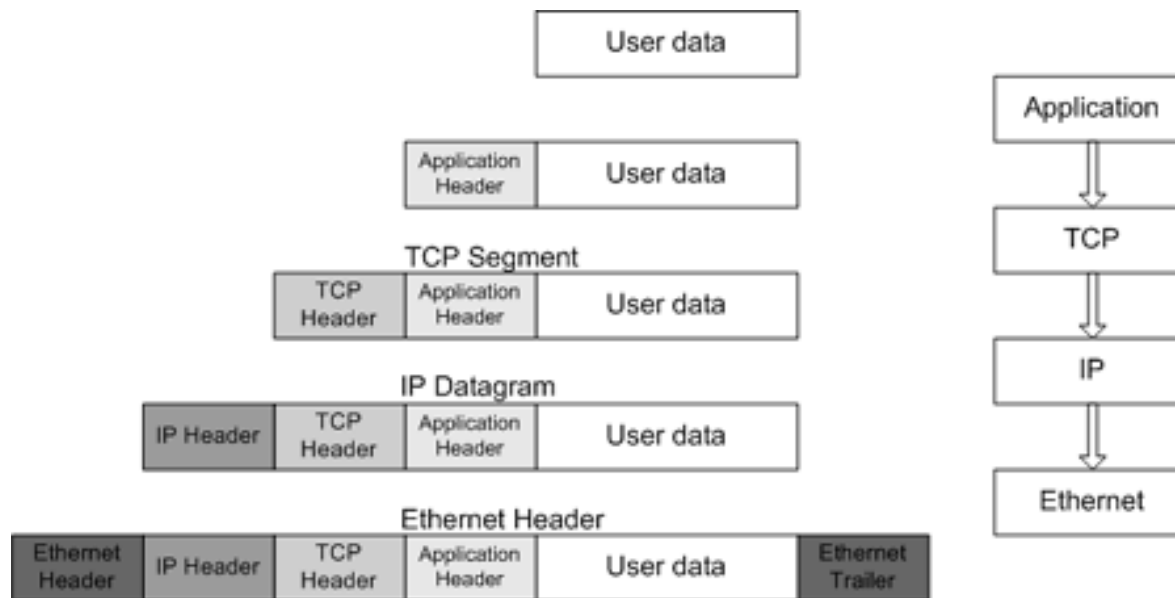 User data
Application
Application
Header
User data
TCP
TCP Segment
TCP
Header
Application
Header
User data
IP
IP Datagram
IP Header
TCP
Header
Application
Header
User data
Ethernet
Ethernet Header
Ethernet
Header
IP Header
TCP
Header
Application
Header
User data
Ethernet
Trailer